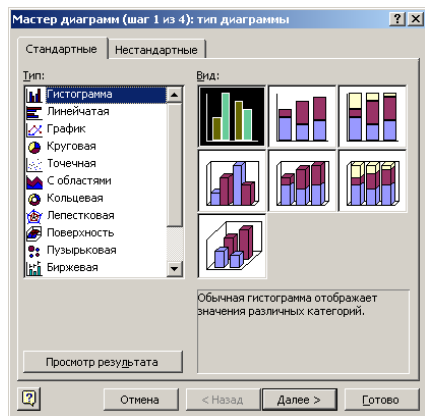 Мастер диаграмм (шаг 1 из 4): тип диаграммы
Стандартные
Нестандартные
Тип:
Гистограмма
Линейчатая
График
Круговая
Точечная
С областями
Кольцевая
Лепестковая
Поверхность
Пузырьковая
Биржевая
Вид:
Обычная гистограмма отображает
значения различных категорий.
Просмотр результата
Отмена
< Назад
Далее >
Готово